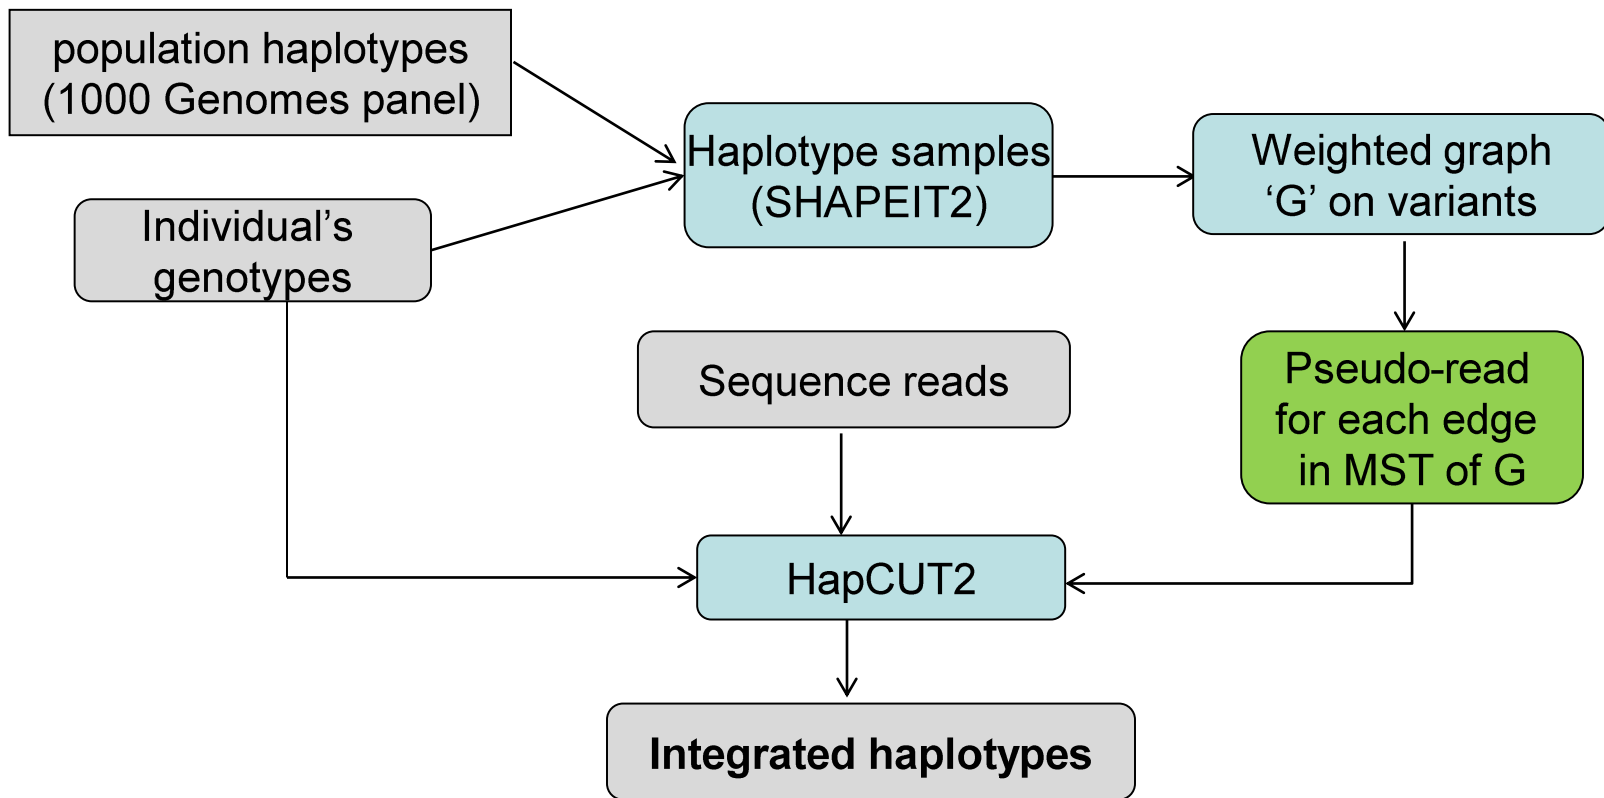 population haplotypes
(1000 Genomes panel)
Haplotype samples
(SHAPEIT2)
Weighted graph
‘G’ on variants
Individual’s
genotypes
Sequence reads
Pseudo-read
for each edge
in MST of G
HapCUT2
Integrated haplotypes